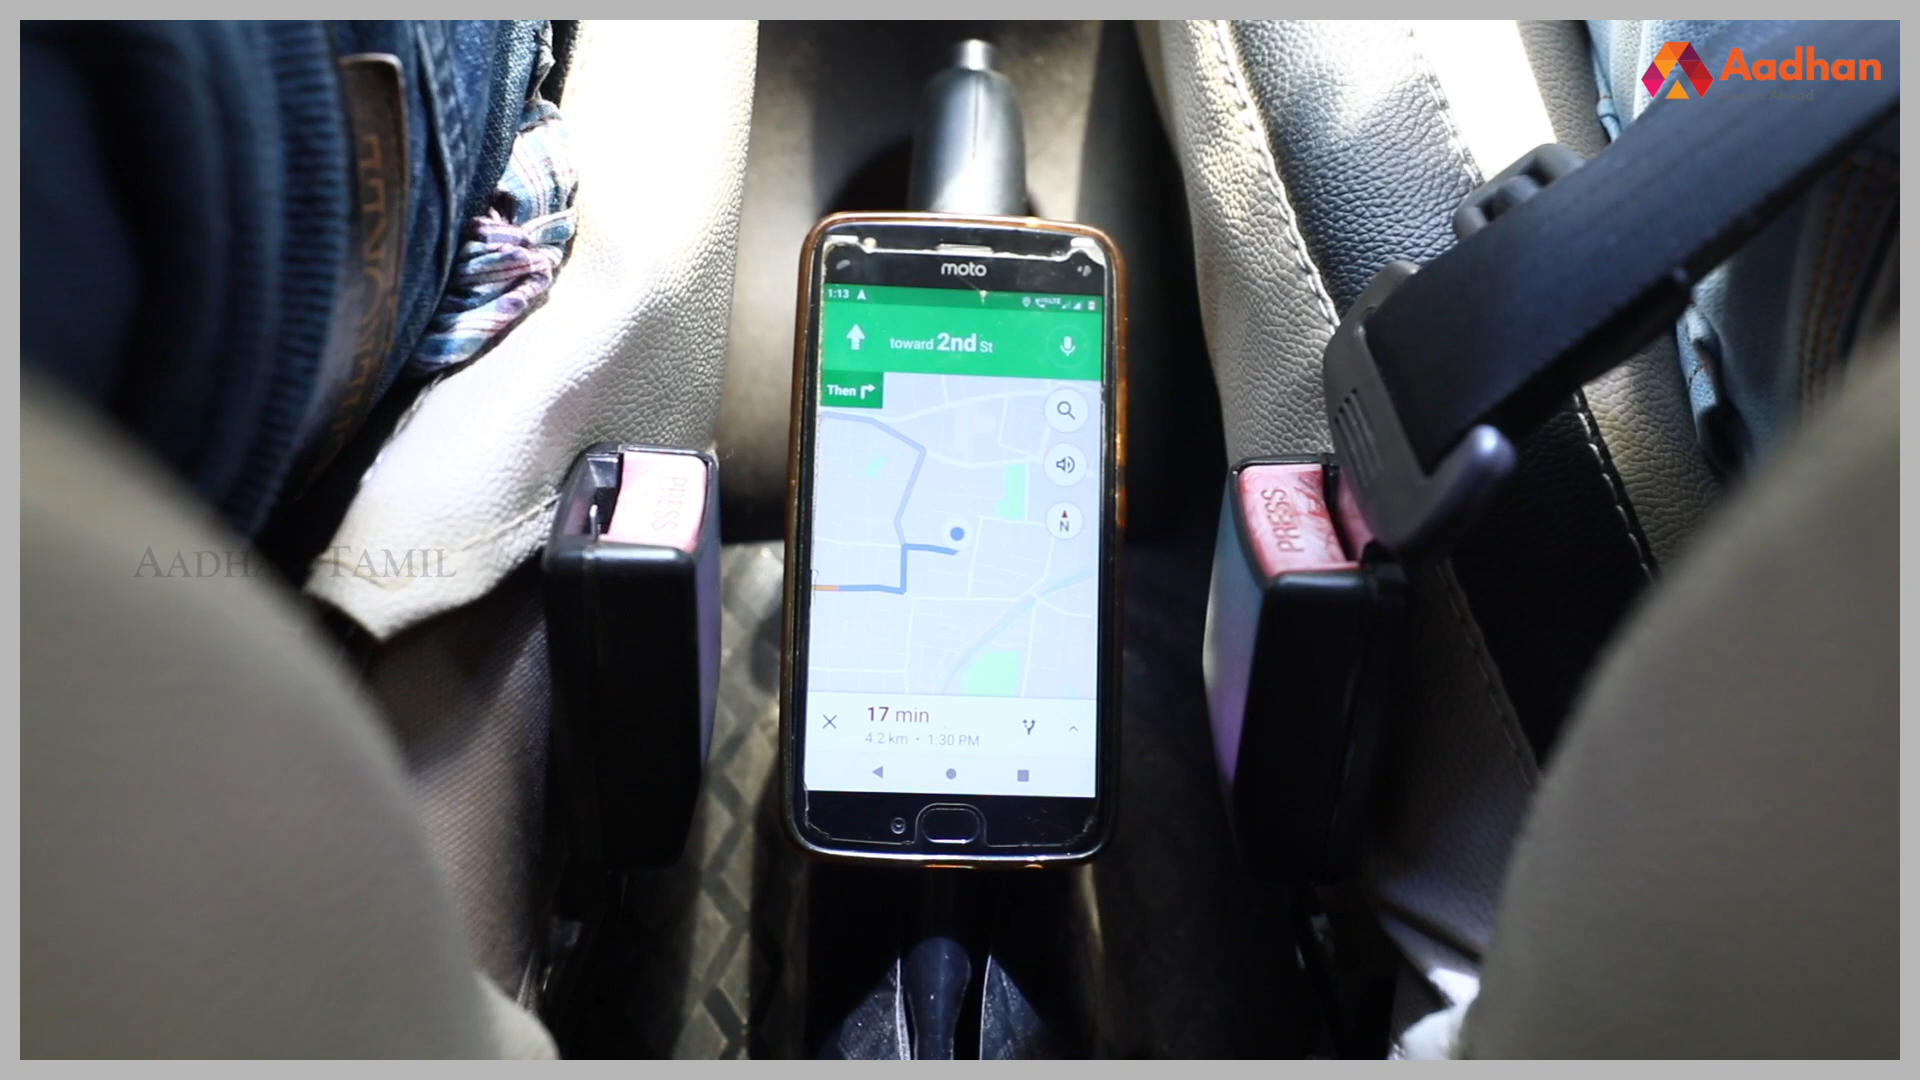 Aadhan
moto
1:13
toward 2nd St
Then
N
PRESS
PRESS
AADHAN TAMIL
17 min
4.2 km • 1:30 PM